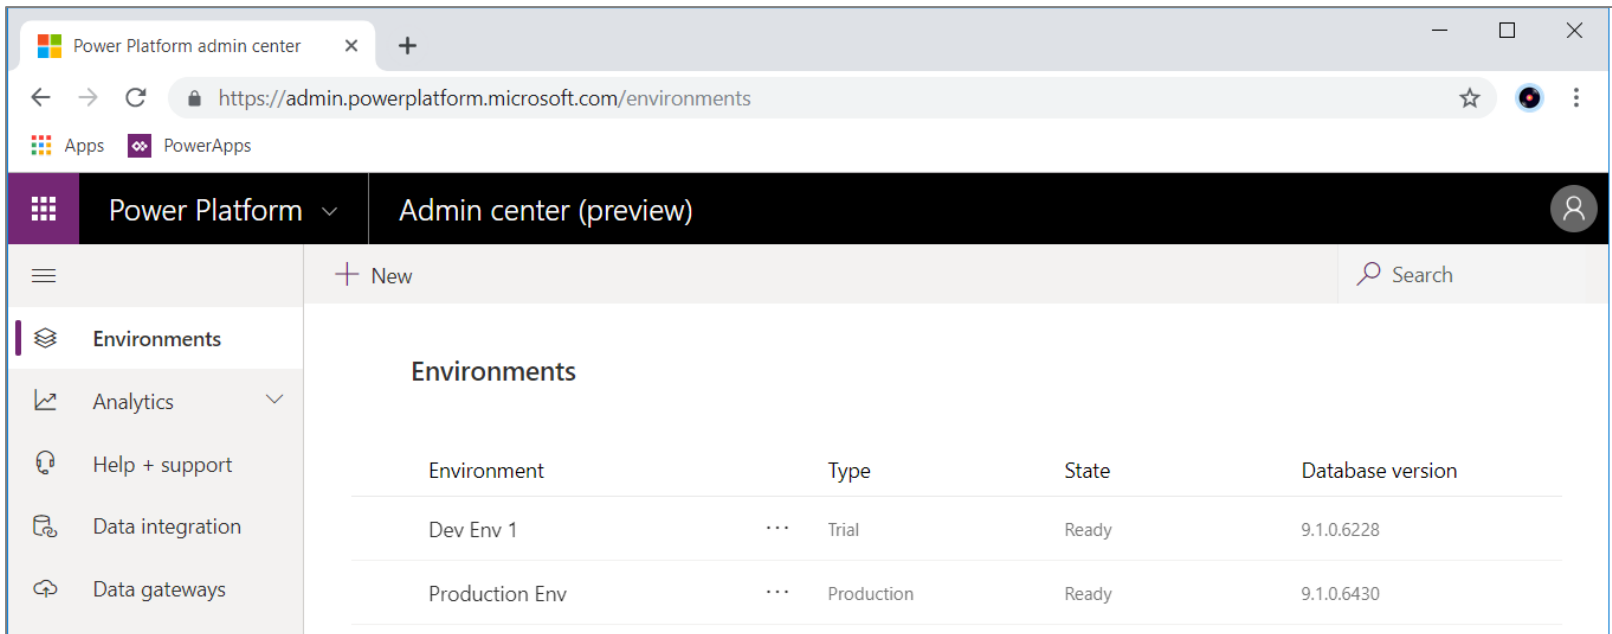 Power Platform admin center
https://admin.powerplatform.microsoft.com/environments
Apps PowerApps
Power Platform Admin center (preview)
New Search
Environments
Analytics
Help + support
Data integration
Data gateways
Environments
Environment Type State Database version
Dev Env 1 ... Trial Ready 9.1.0.6228
Production Env ... Production Ready 9.1.0.6430